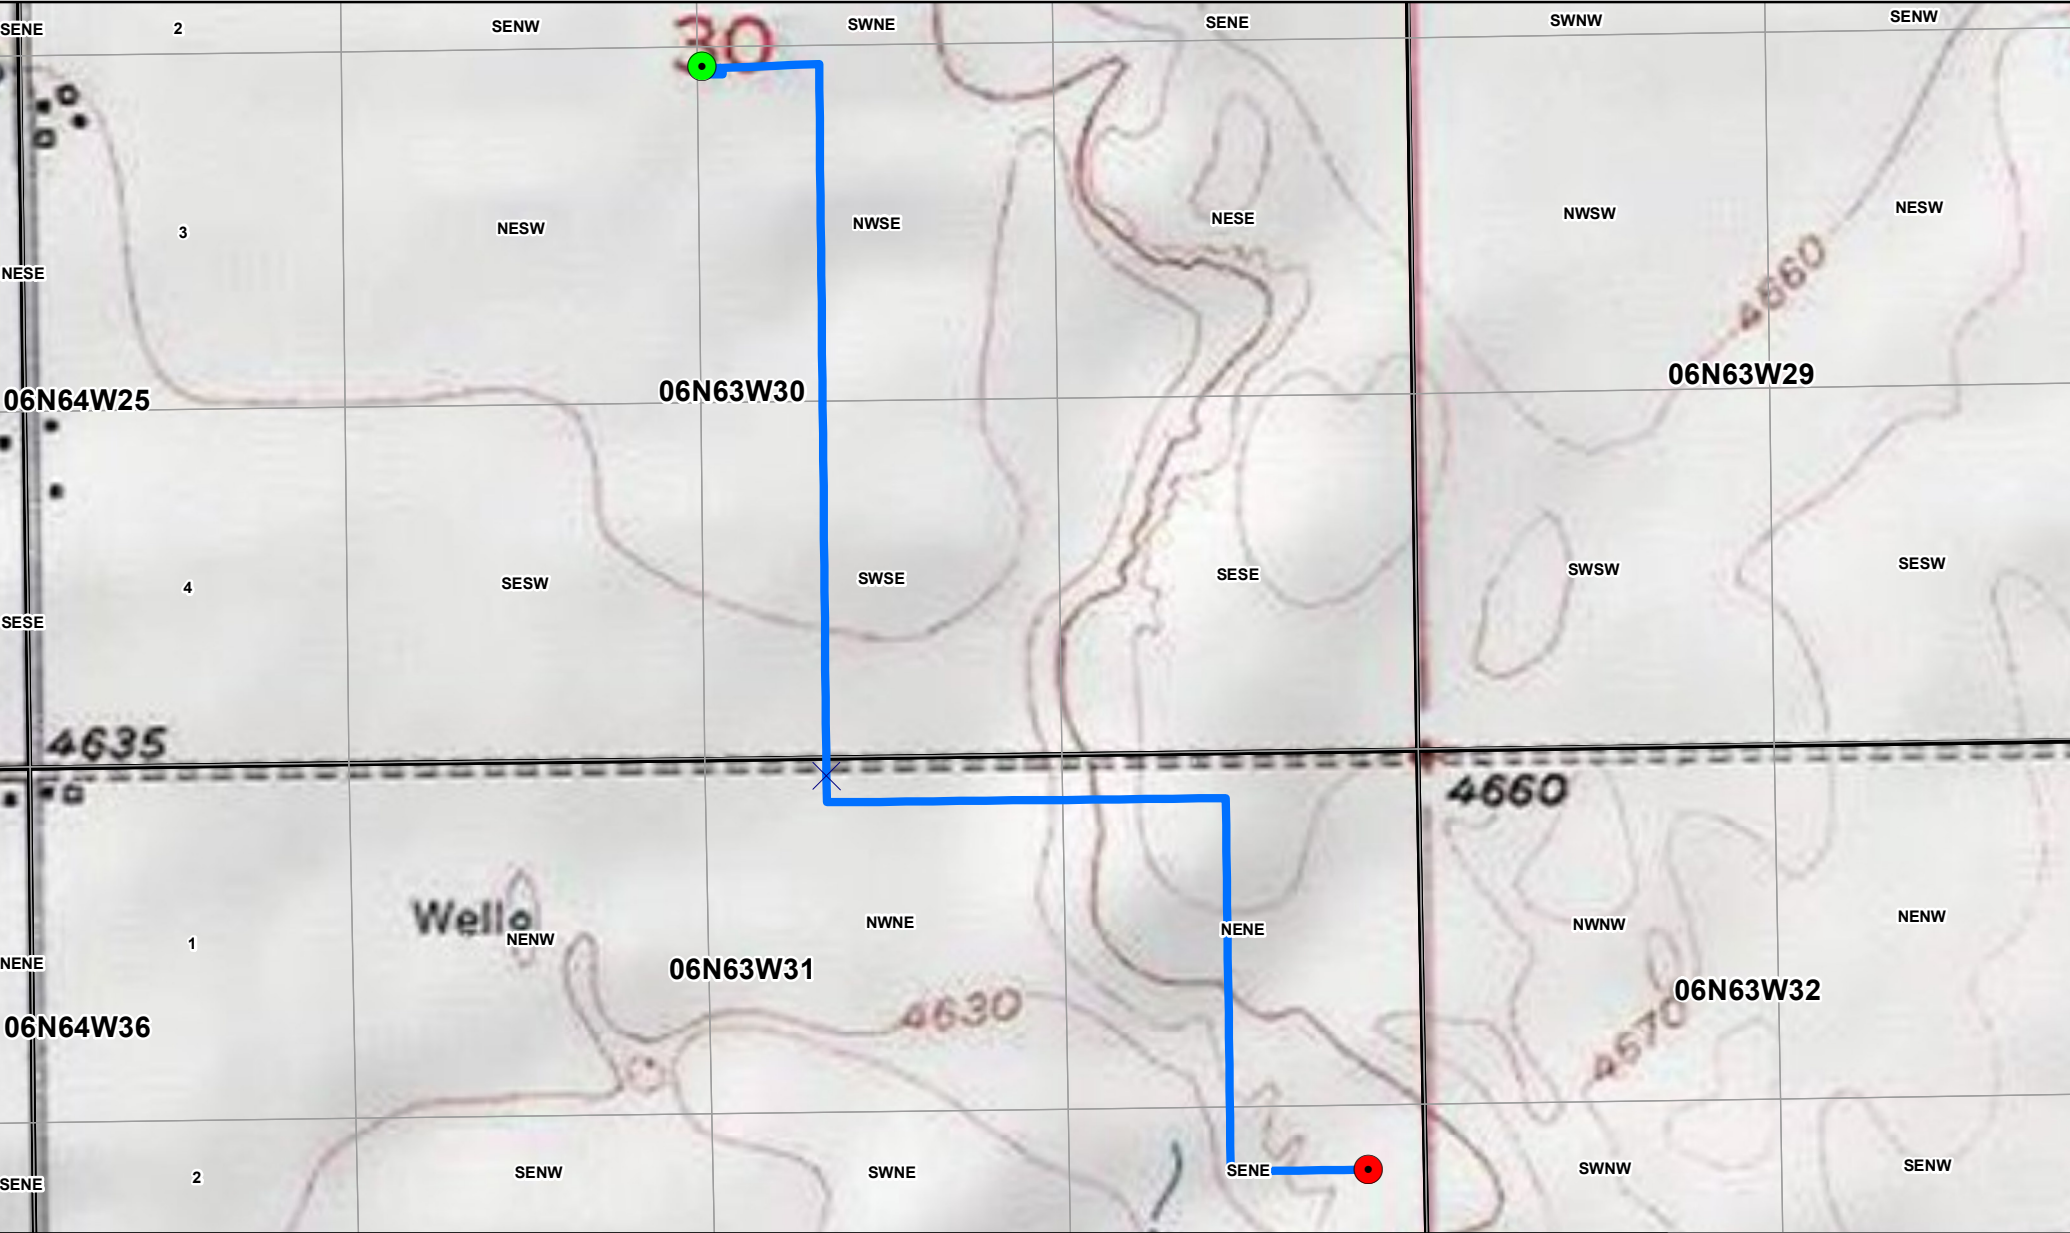 SENE 2 SENW SWNE SENE SWNW SENW
30
3 NESW NWSE NESE NWSW NESW
NESE
4660
06N64W25 06N63W30 06N63W29
4 SESW SWSE SESE SWSW SESW
SESE
4635
4660
Well
NENW NWNE NENE NWNW NENW
NENE 1
06N63W31 06N63W32
4630
06N64W36
4670
SENE 2 SENW SWNE SENE SWNW SENW